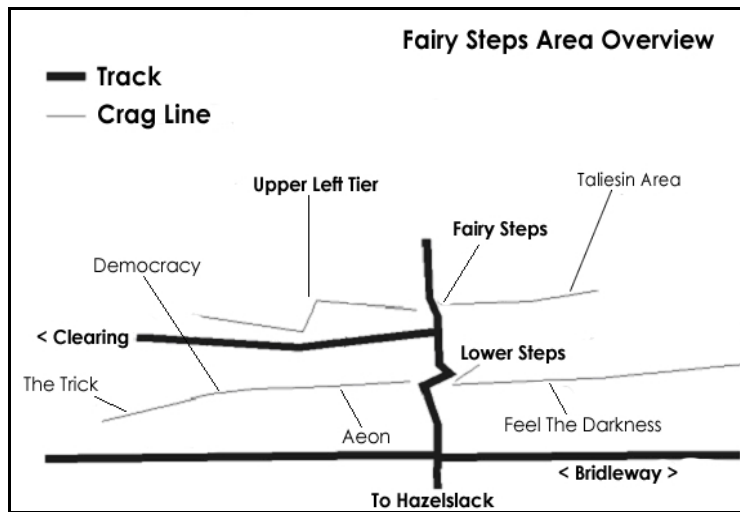 Fairy Steps Area Overview
Track
Crag Line
Upper Left Tier
Taliesin Area
Fairy Steps
Democracy
< Clearing
Lower Steps
The Trick
Aeon
Feel The Darkness
< Bridleway >
To Hazelslack